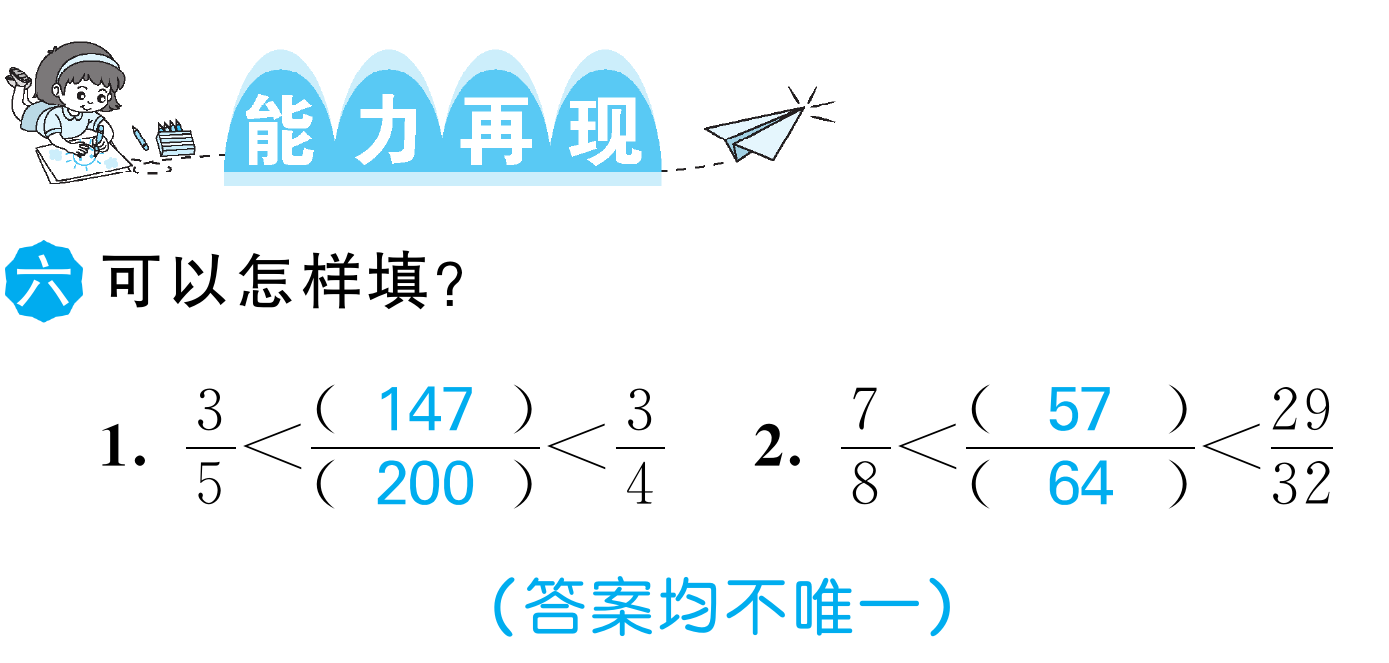 能力再现
六 可以怎样填?
1. 3/5 < ( 147 )/( 200 ) < 3/4 2. 7/8 < ( 57 )/( 64 ) < 29/32
(答案均不唯一)